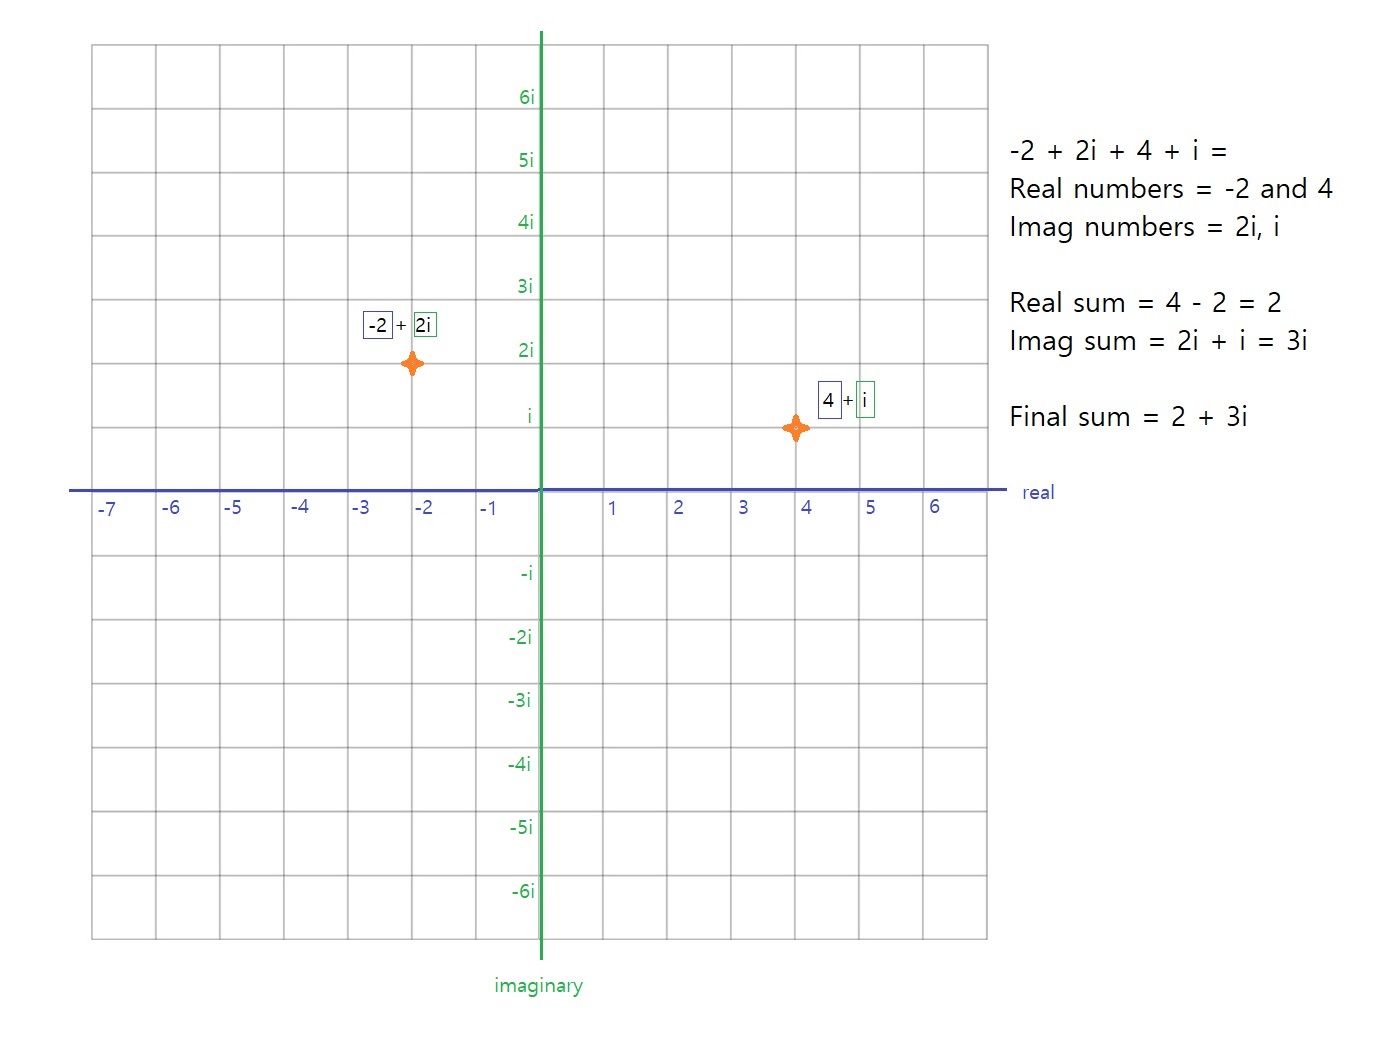 6i
5i
4i
3i
2i
i
-2 + 2i
4 + i
-7 -6 -5 -4 -3 -2 -1 1 2 3 4 5 6 real
-i
-2i
-3i
-4i
-5i
-6i
imaginary
-2 + 2i + 4 + i =
Real numbers = -2 and 4
Imag numbers = 2i, i
Real sum = 4 - 2 = 2
Imag sum = 2i + i = 3i
Final sum = 2 + 3i